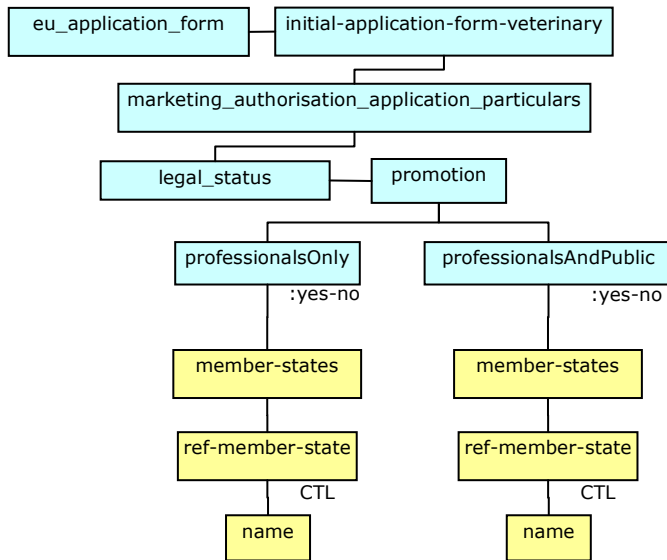 eu_application_form
initial-application-form-veterinary
marketing_authorisation_application_particulars
legal_status
promotion
professionalsOnly
professionalsAndPublic
:yes-no
:yes-no
member-states
member-states
ref-member-state
ref-member-state
CTL
CTL
name
name